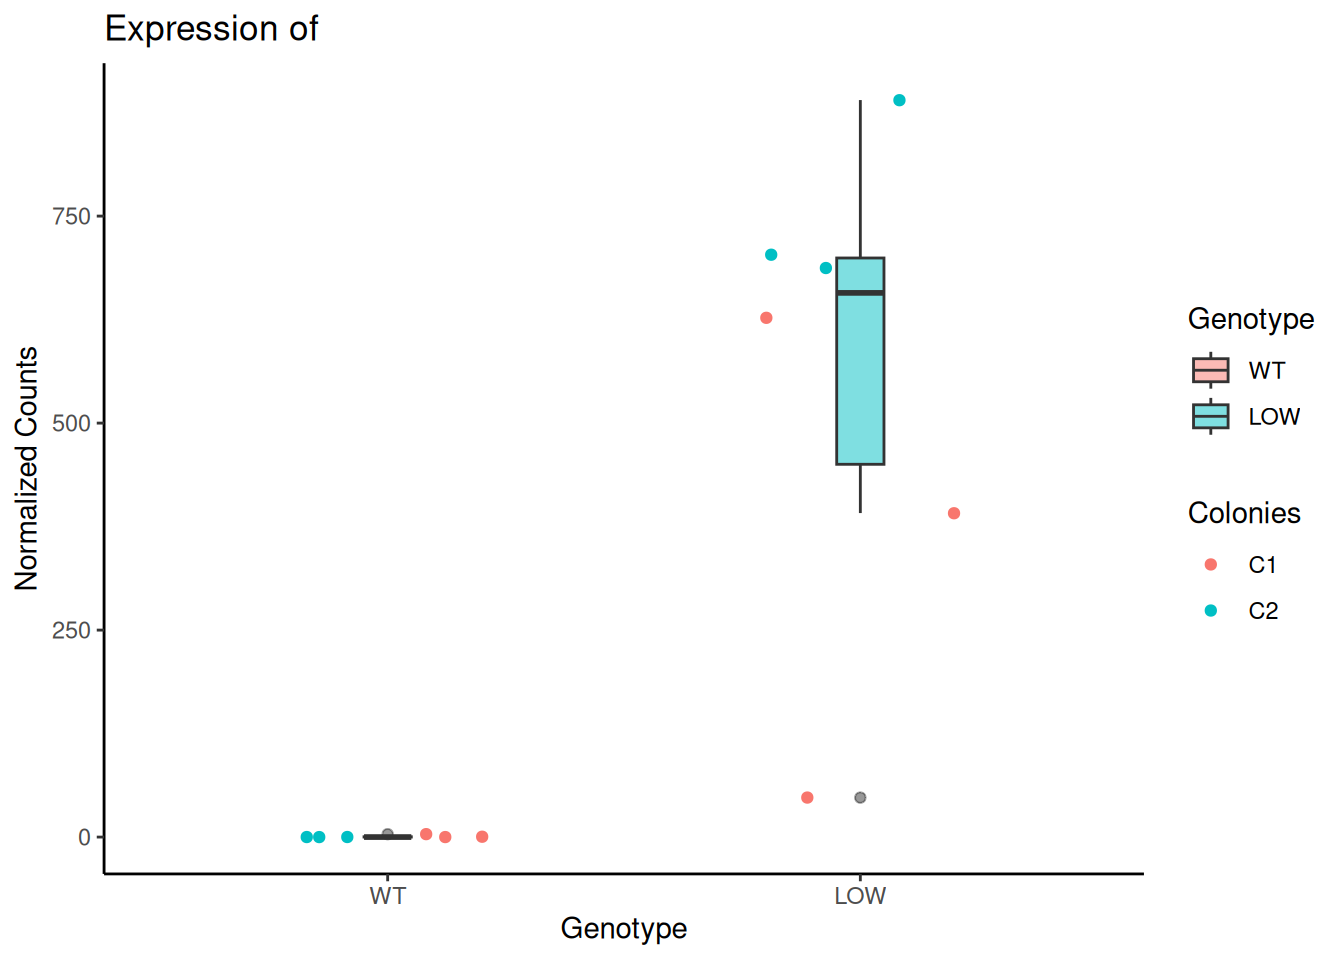 Expression of
Normalized Counts
750
500
250
0
WT
LOW
Genotype
Genotype
WT
LOW
Colonies
C1
C2